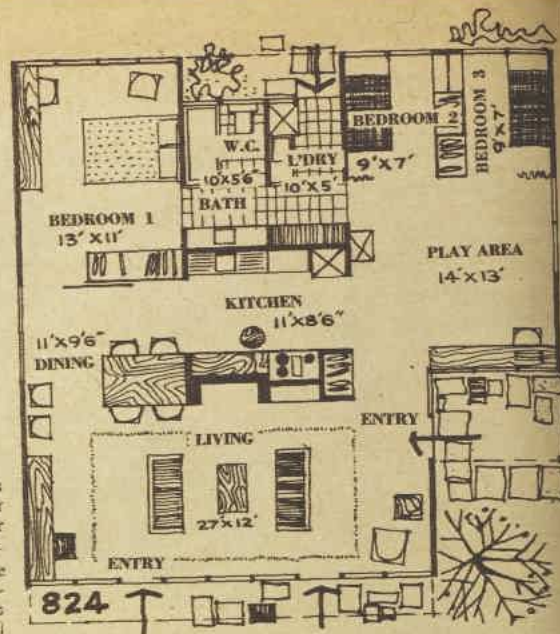 W.C.
10'X5'6"
BATH
L'DRY
10'X5'
BEDROOM 2
9'X7'
BEDROOM 3
9'X7'
BEDROOM 1
13'X11'
PLAY AREA
14'X13'
KITCHEN
11'X8'6"
11'X9'6"
DINING
ENTRY
LIVING
27'X12'
ENTRY
824